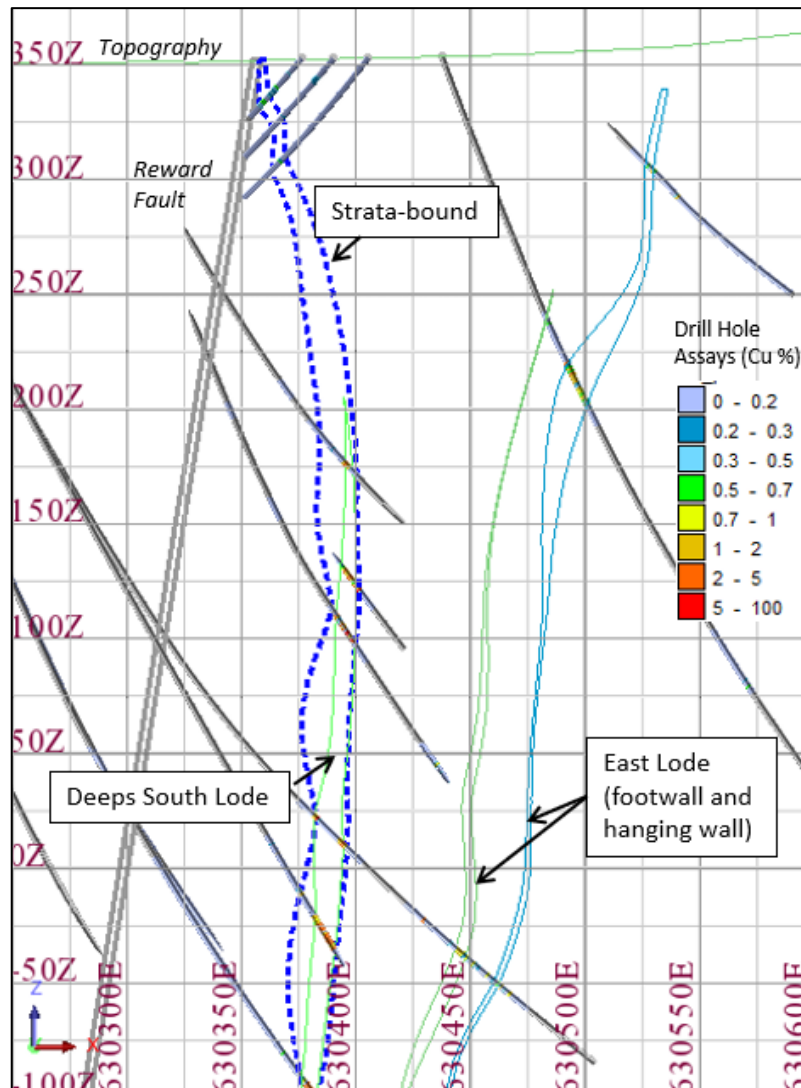 350Z
Topography
300Z
Reward
Fault
Strata-bound
250Z
Drill Hole
Assays (Cu %)
200Z
0 - 0.2
0.2 - 0.3
0.3 - 0.5
0.5 - 0.7
0.7 - 1
1 - 2
2 - 5
5 - 100
150Z
100Z
50Z
Deeps South Lode
East Lode
(footwall and
hanging wall)
0Z
-50Z
-100Z
630300E
630350E
630400E
630450E
630500E
630550E
630600E
Z
X